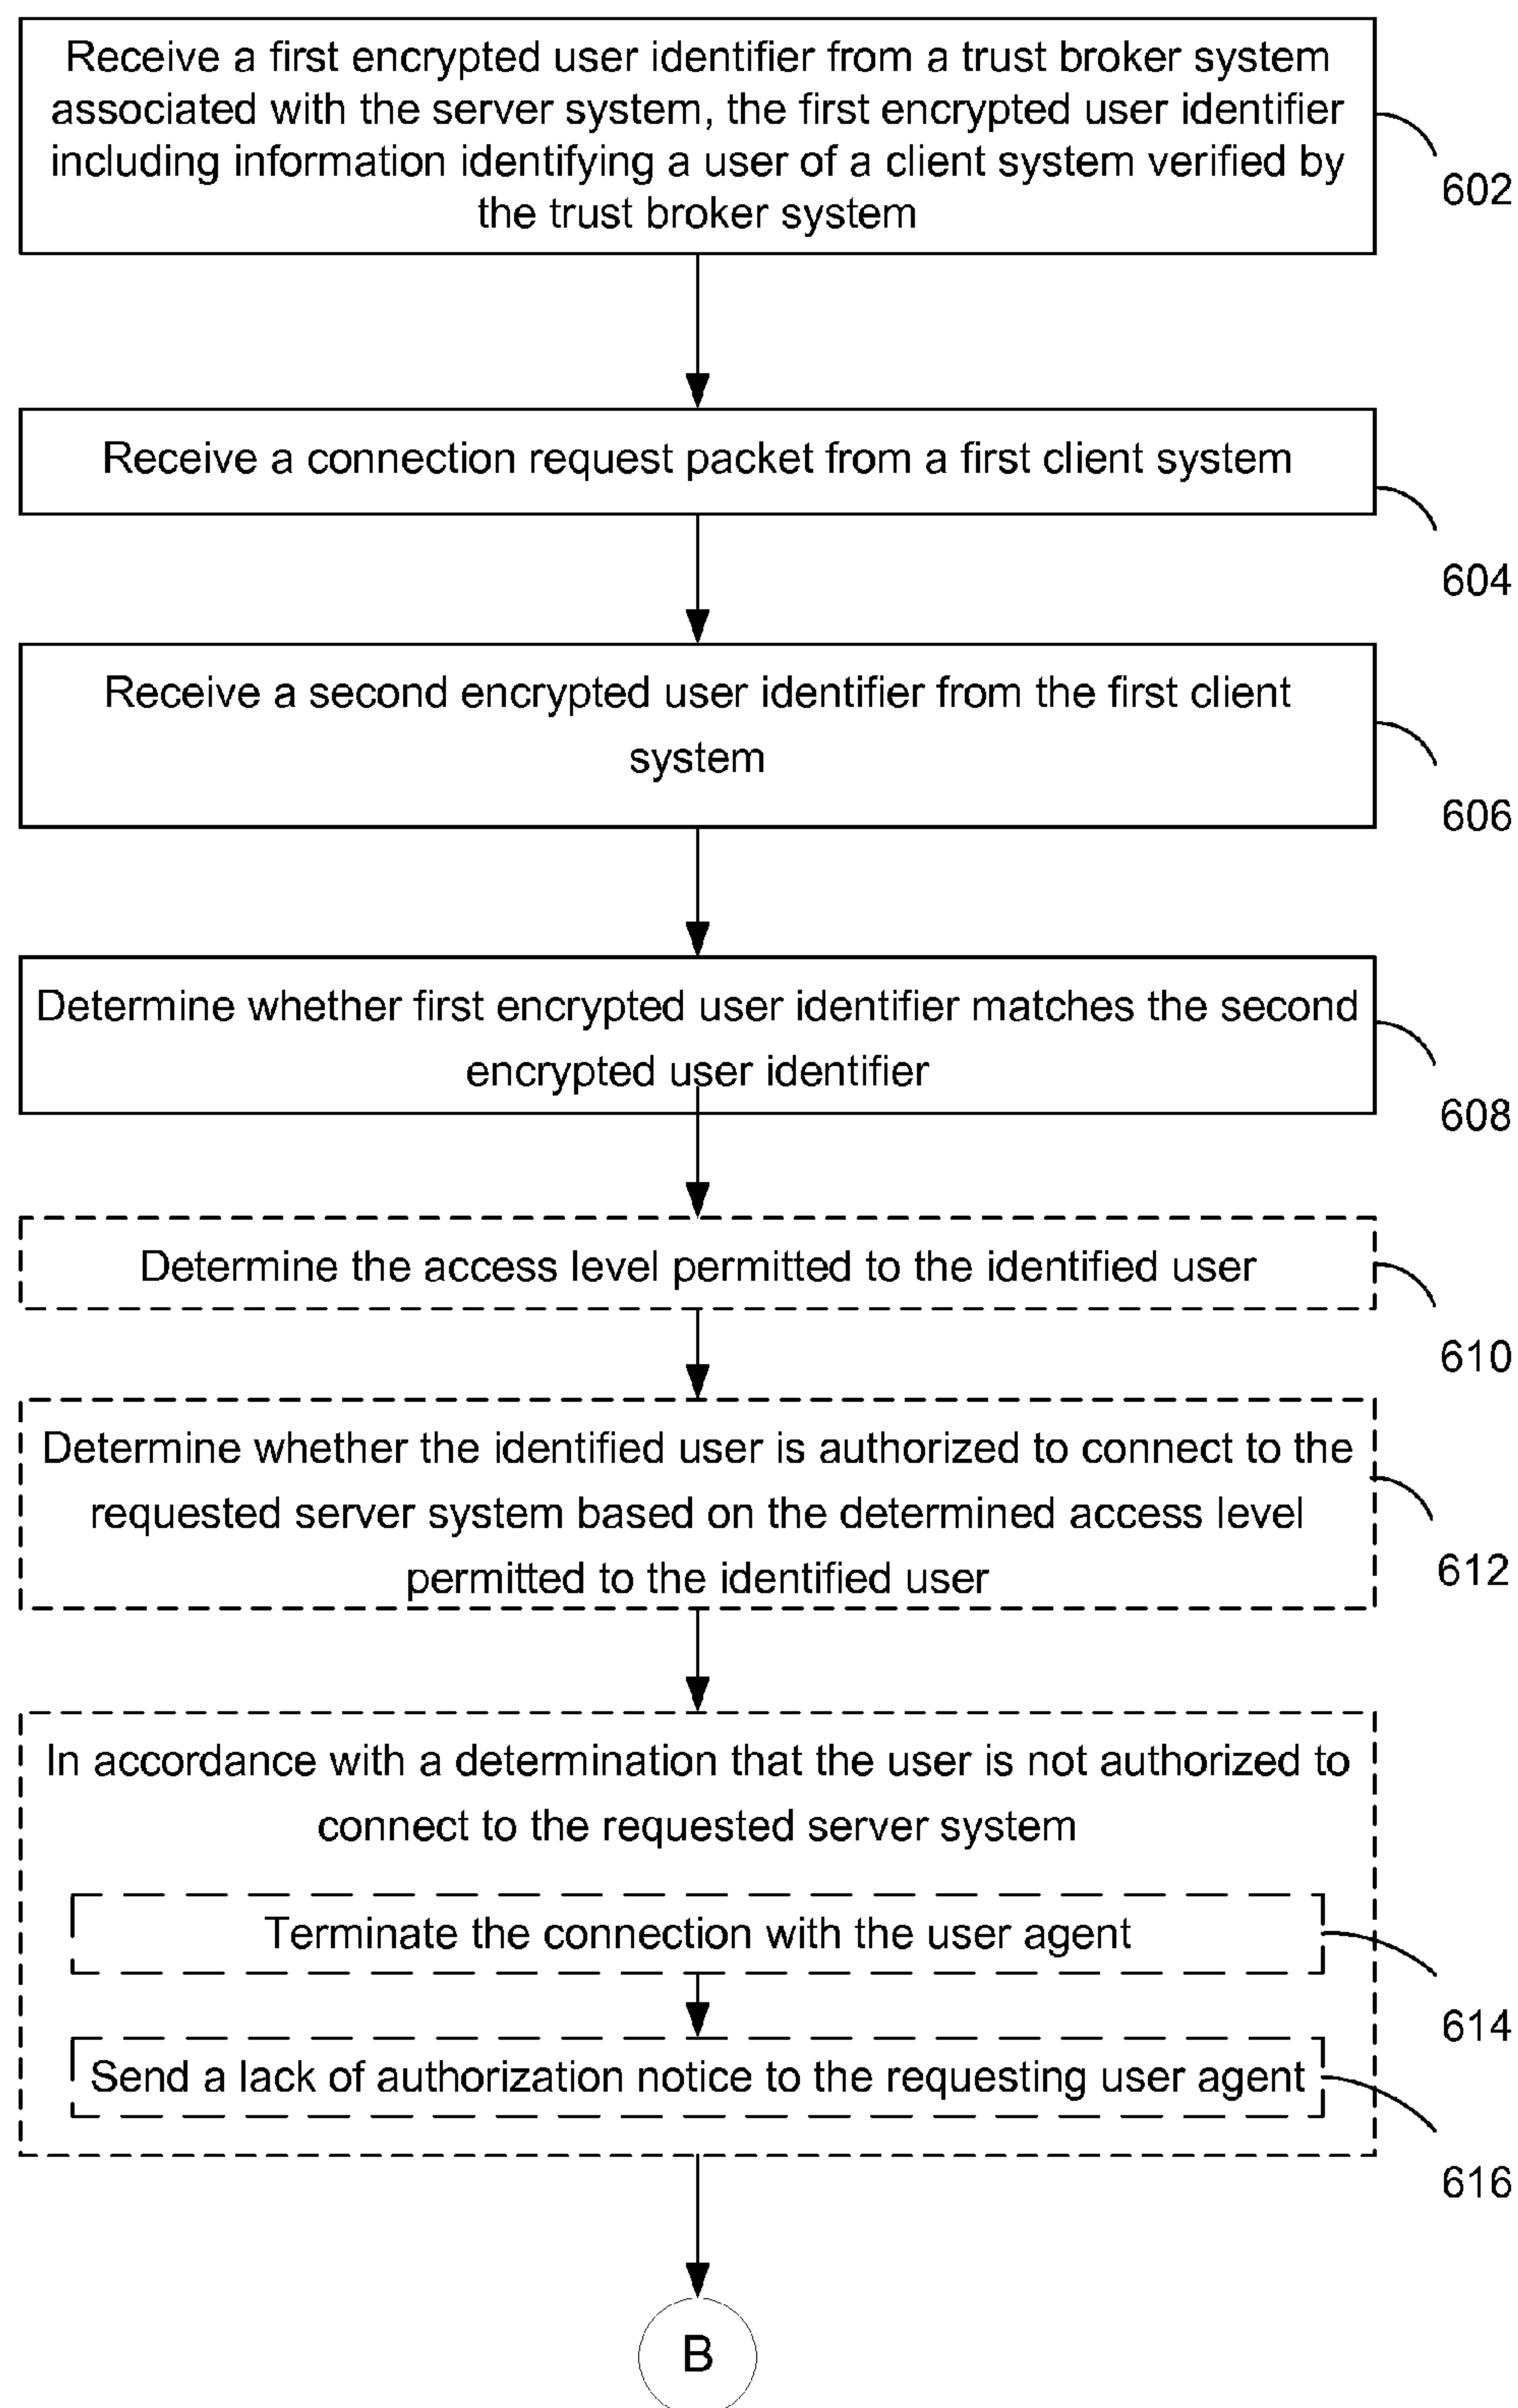 Receive a first encrypted user identifier from a trust broker system
associated with the server system, the first encrypted user identifier
including information identifying a user of a client system verified by
the trust broker system
602
Receive a connection request packet from a first client system
604
Receive a second encrypted user identifier from the first client
system
606
Determine whether first encrypted user identifier matches the second
encrypted user identifier
608
Determine the access level permitted to the identified user
610
Determine whether the identified user is authorized to connect to the
requested server system based on the determined access level
permitted to the identified user
612
In accordance with a determination that the user is not authorized to
connect to the requested server system
Terminate the connection with the user agent
614
Send a lack of authorization notice to the requesting user agent
616
B